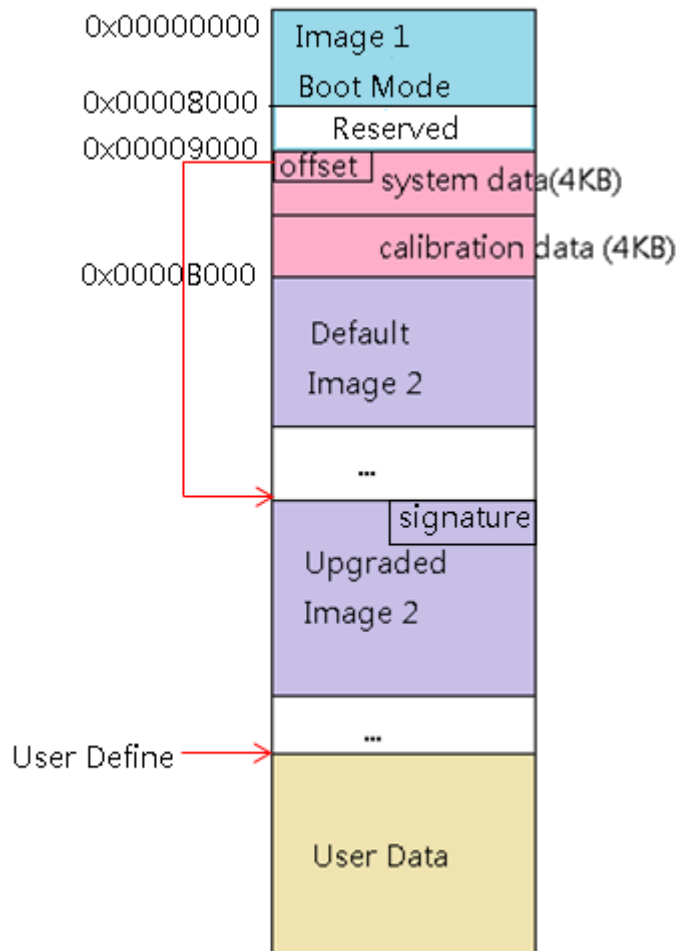 0x00000000
Image 1
Boot Mode
0x00008000
Reserved
0x00009000
offset
system data(4KB)
calibration data (4KB)
0x0000B000
Default
Image 2
...
signature
Upgraded
Image 2
...
User Define
User Data